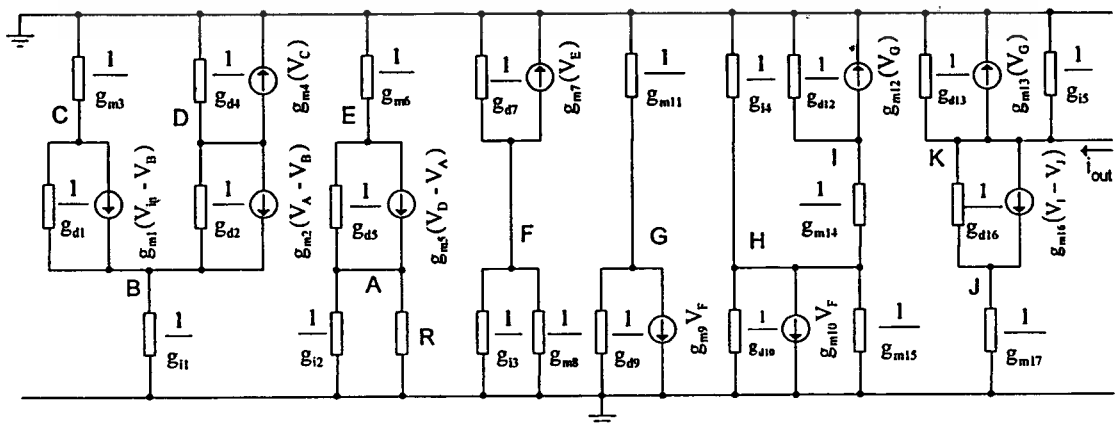 1
g_m3
C
1
g_d1
g_m1(V_in - V_B)
B
1
g_i1
1
g_d4
g_m4(V_C)
D
1
g_d2
g_m2(V_A - V_B)
1
g_m6
E
1
g_d5
g_m5(V_D - V_A)
A
1
g_i2
R
1
g_d7
g_m7(V_E)
F
1
g_i3
1
g_m8
1
g_m11
G
1
g_d9
g_m9 V_F
1
g_i4
H
1
g_d10
g_m10 V_F
1
g_d12
g_m12(V_G)
I
1
g_m14
1
g_m15
1
g_d13
g_m13(V_G)
1
g_i5
K
i_out
1
g_d16
g_m16(V_I - V_J)
J
1
g_m17